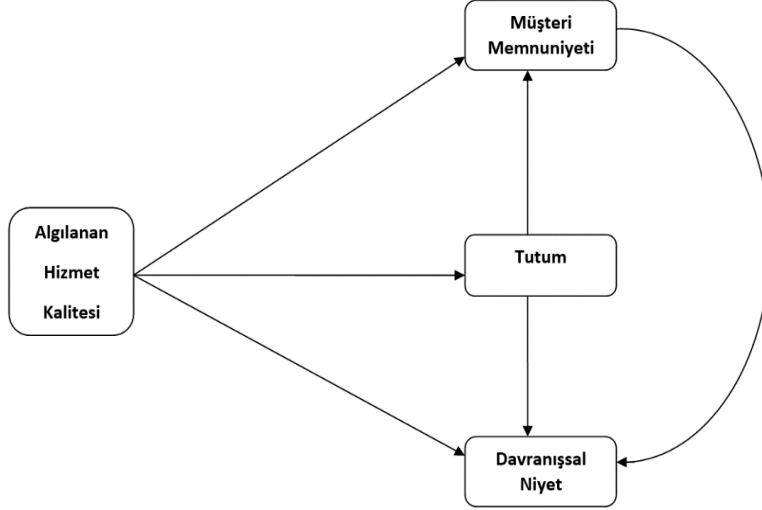 Müşteri
Memnuniyeti
Algılanan
Hizmet
Kalitesi
Tutum
Davranışsal
Niyet